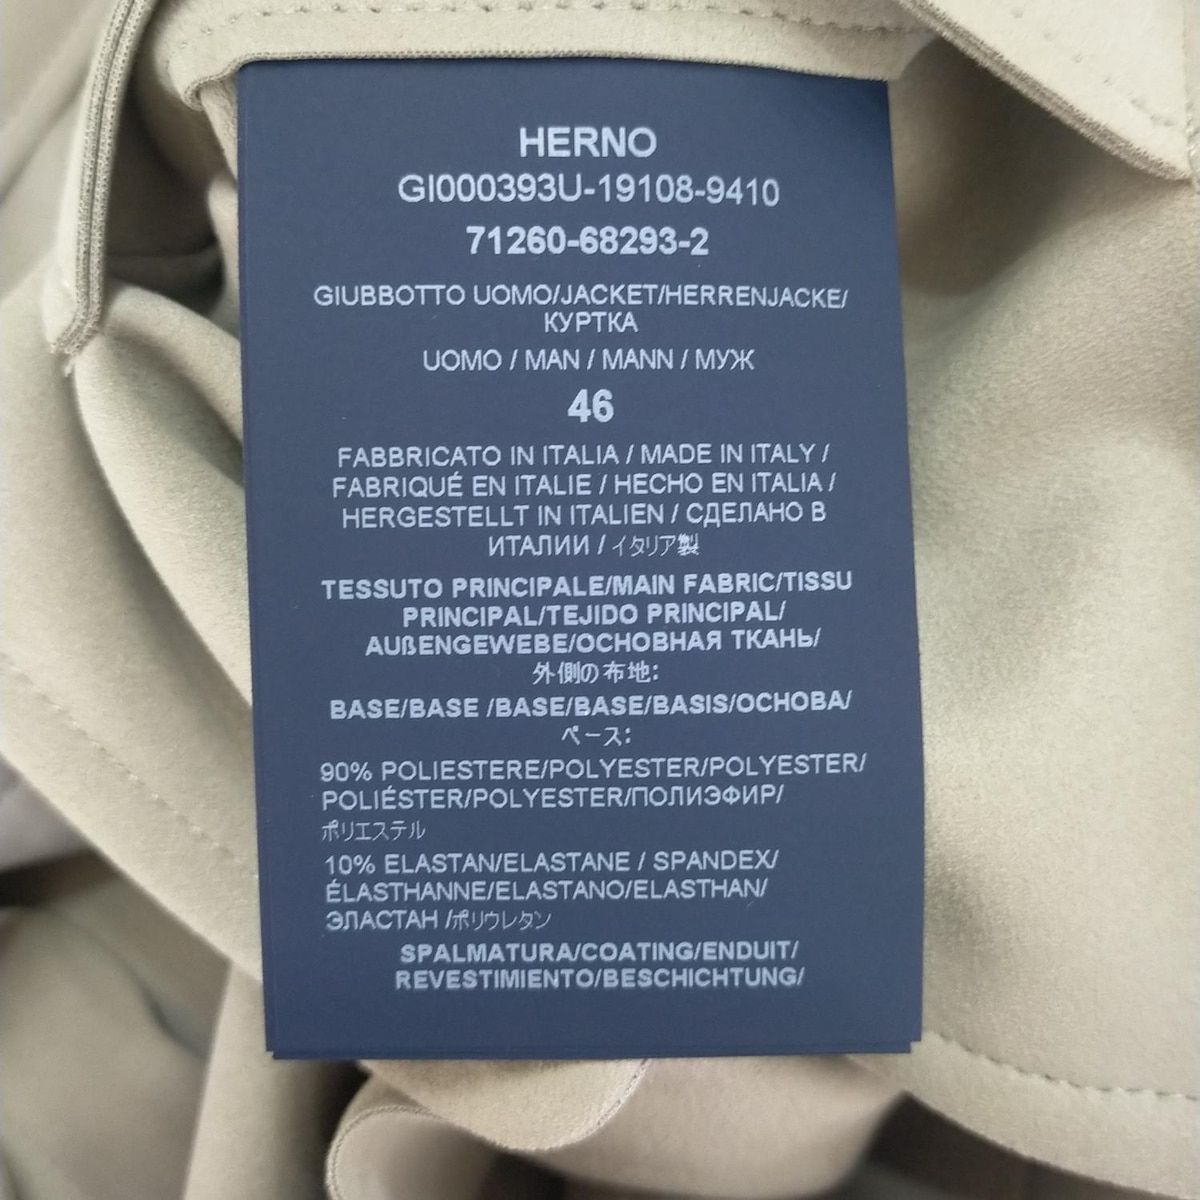 HERNO
GI000393U-19108-9410
71260-68293-2
GIUBBOTTO UOMO/JACKET/HERRENJACKE/
КУРТКА
UOMO / MAN / MANN / МУЖ
46
FABBRICATO IN ITALIA / MADE IN ITALY /
FABRIQUÉ EN ITALIE / HECHO EN ITALIA /
HERGESTELLT IN ITALIEN / СДЕЛАНО В
ИТАЛИИ / イタリア製
TESSUTO PRINCIPALE/MAIN FABRIC/TISSU
PRINCIPAL/TEJIDO PRINCIPAL/
AUßENGEWEBE/ОСНОВНАЯ ТКАНЬ/
外側の布地:
BASE/BASE /BASE/BASE/BASIS/ОСНОВА/
ベース:
90% POLIESTERE/POLYESTER/POLYESTER/
POLIÉSTER/POLYESTER/ПОЛИЭФИР/
ポリエステル
10% ELASTAN/ELASTANE / SPANDEX/
ÉLASTHANNE/ELASTANO/ELASTHAN/
ЭЛАСТАН /ポリウレタン
SPALMATURA/COATING/ENDUIT/
REVESTIMIENTO/BESCHICHTUNG/